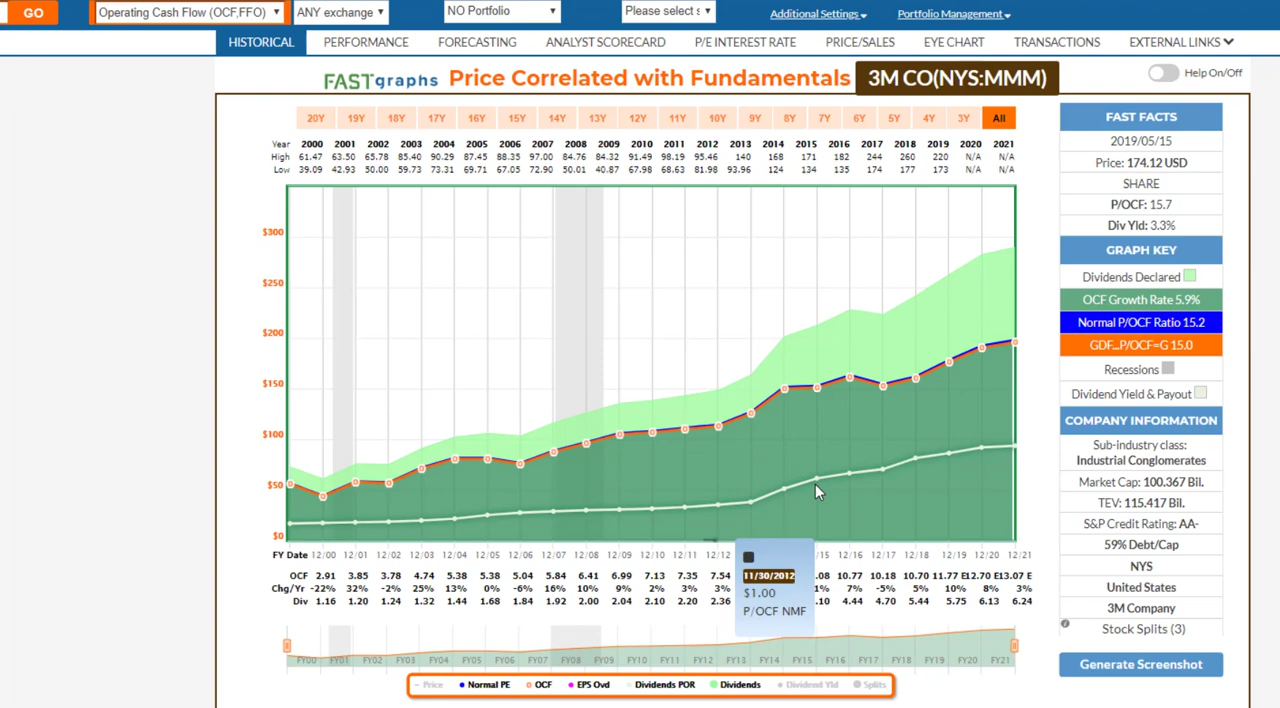 GO Operating Cash Flow (OCF,FFO) ANY exchange NO Portfolio Please select s Additional Settings Portfolio Management
HISTORICAL PERFORMANCE FORECASTING ANALYST SCORECARD P/E INTEREST RATE PRICE/SALES EYE CHART TRANSACTIONS EXTERNAL LINKS
FASTgraphs Price Correlated with Fundamentals 3M CO(NYS:MMM) Help On/Off
20Y 19Y 18Y 17Y 16Y 15Y 14Y 13Y 12Y 11Y 10Y 9Y 8Y 7Y 6Y 5Y 4Y 3Y All
Year 2000 2001 2002 2003 2004 2005 2006 2007 2008 2009 2010 2011 2012 2013 2014 2015 2016 2017 2018 2019 2020 2021
High 61.47 63.50 65.78 85.40 90.29 87.45 88.35 97.00 84.76 84.32 91.49 98.19 95.46 140 168 171 182 244 260 220 N/A N/A
Low 39.09 42.93 50.00 59.73 73.31 69.71 67.05 72.90 50.01 40.87 67.98 68.63 81.98 93.96 124 134 135 174 177 173 N/A N/A
$300
$250
$200
$150
$100
$50
$0
FY Date 12/00 12/01 12/02 12/03 12/04 12/05 12/06 12/07 12/08 12/09 12/10 12/11 12/12 /15 12/16 12/17 12/18 12/19 12/20 12/21
OCF 2.91 3.85 3.78 4.74 5.38 5.38 5.04 5.84 6.41 6.99 7.13 7.35 7.54 .08 10.77 10.18 10.70 11.77 E 12.70 E 13.07 E
Chg/Yr -22% 32% -2% 25% 13% 0% -6% 16% 10% 9% 2% 3% 3% 1% 7% -5% 5% 10% 8% 3%
Div 1.16 1.20 1.24 1.32 1.44 1.68 1.84 1.92 2.00 2.04 2.10 2.20 2.36 .10 4.44 4.70 5.44 5.75 6.13 6.24
11/30/2012
$1.00
P/OCF NMF
FY00 FY01 FY02 FY03 FY04 FY05 FY06 FY07 FY08 FY09 FY10 FY11 FY12 FY13 FY14 FY15 FY16 FY17 FY18 FY19 FY20 FY21
Price Normal PE OCF EPS Ovd Dividends POR Dividends Dividend Yld Splits
FAST FACTS
2019/05/15
Price: 174.12 USD
SHARE
P/OCF: 15.7
Div Yld: 3.3%
GRAPH KEY
Dividends Declared
OCF Growth Rate 5.9%
Normal P/OCF Ratio 15.2
GDF...P/OCF=G 15.0
Recessions
Dividend Yield & Payout
COMPANY INFORMATION
Sub-industry class:
Industrial Conglomerates
Market Cap: 100.367 Bil.
TEV: 115.417 Bil.
S&P Credit Rating: AA-
59% Debt/Cap
NYS
United States
3M Company
Stock Splits (3)
Generate Screenshot